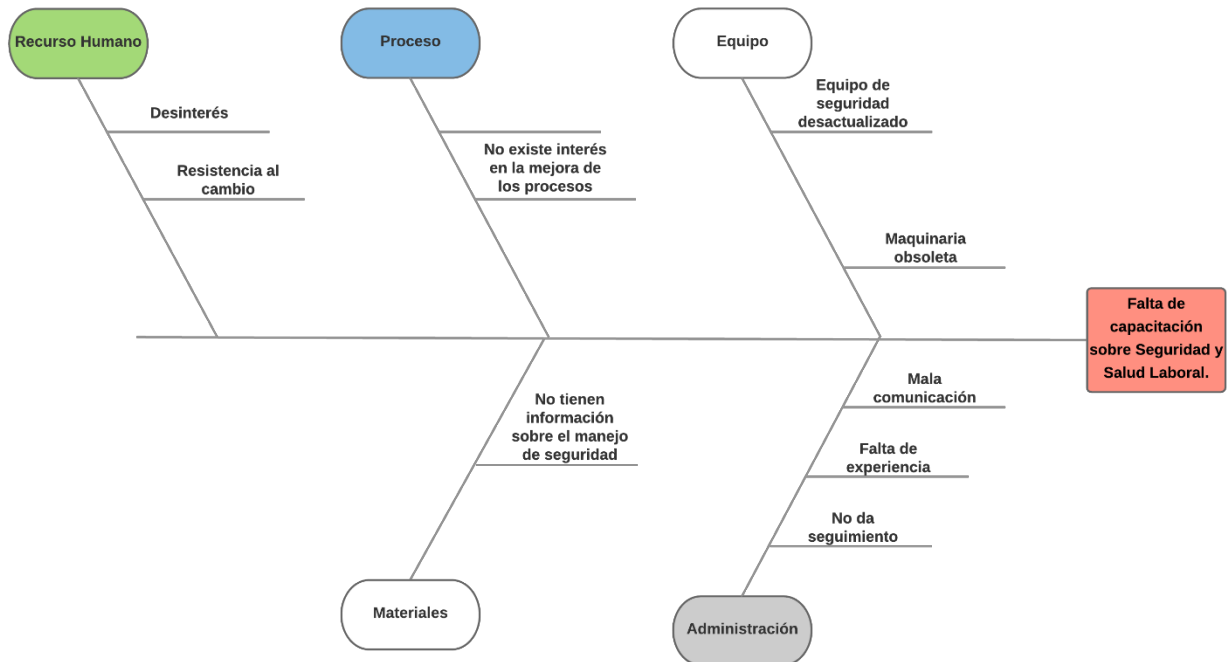 Recurso Humano
Proceso
Equipo
Desinterés
Resistencia al
cambio
No existe interés
en la mejora de
los procesos
Equipo de
seguridad
desactualizado
Maquinaria
obsoleta
Falta de
capacitación
sobre Seguridad y
Salud Laboral.
No tienen
información
sobre el manejo
de seguridad
Mala
comunicación
Falta de
experiencia
No da
seguimiento
Materiales
Administración